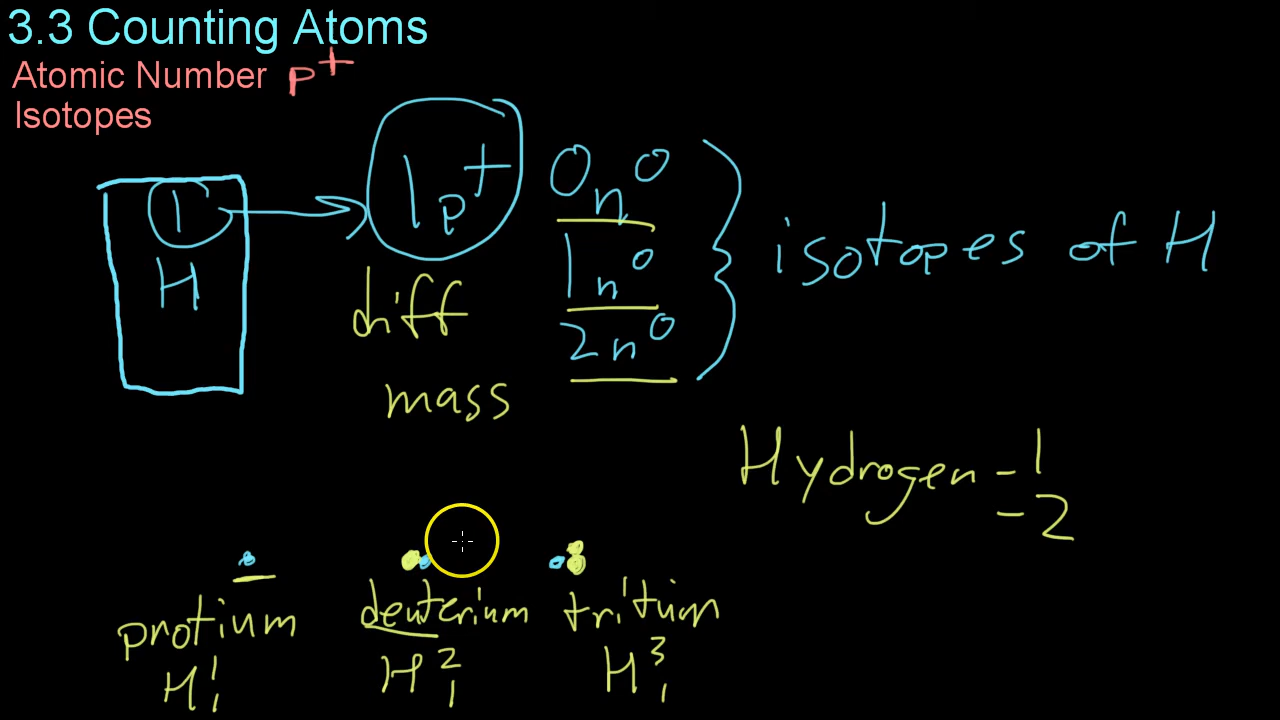 3.3 Counting Atoms
Atomic Number p⁺
Isotopes
1
H
1p⁺
0n⁰
1n⁰
2n⁰
isotopes of H
diff
mass
Hydrogen -1
-2
protium
deuterium
tritium
H¹₁
H²₁
H³₁